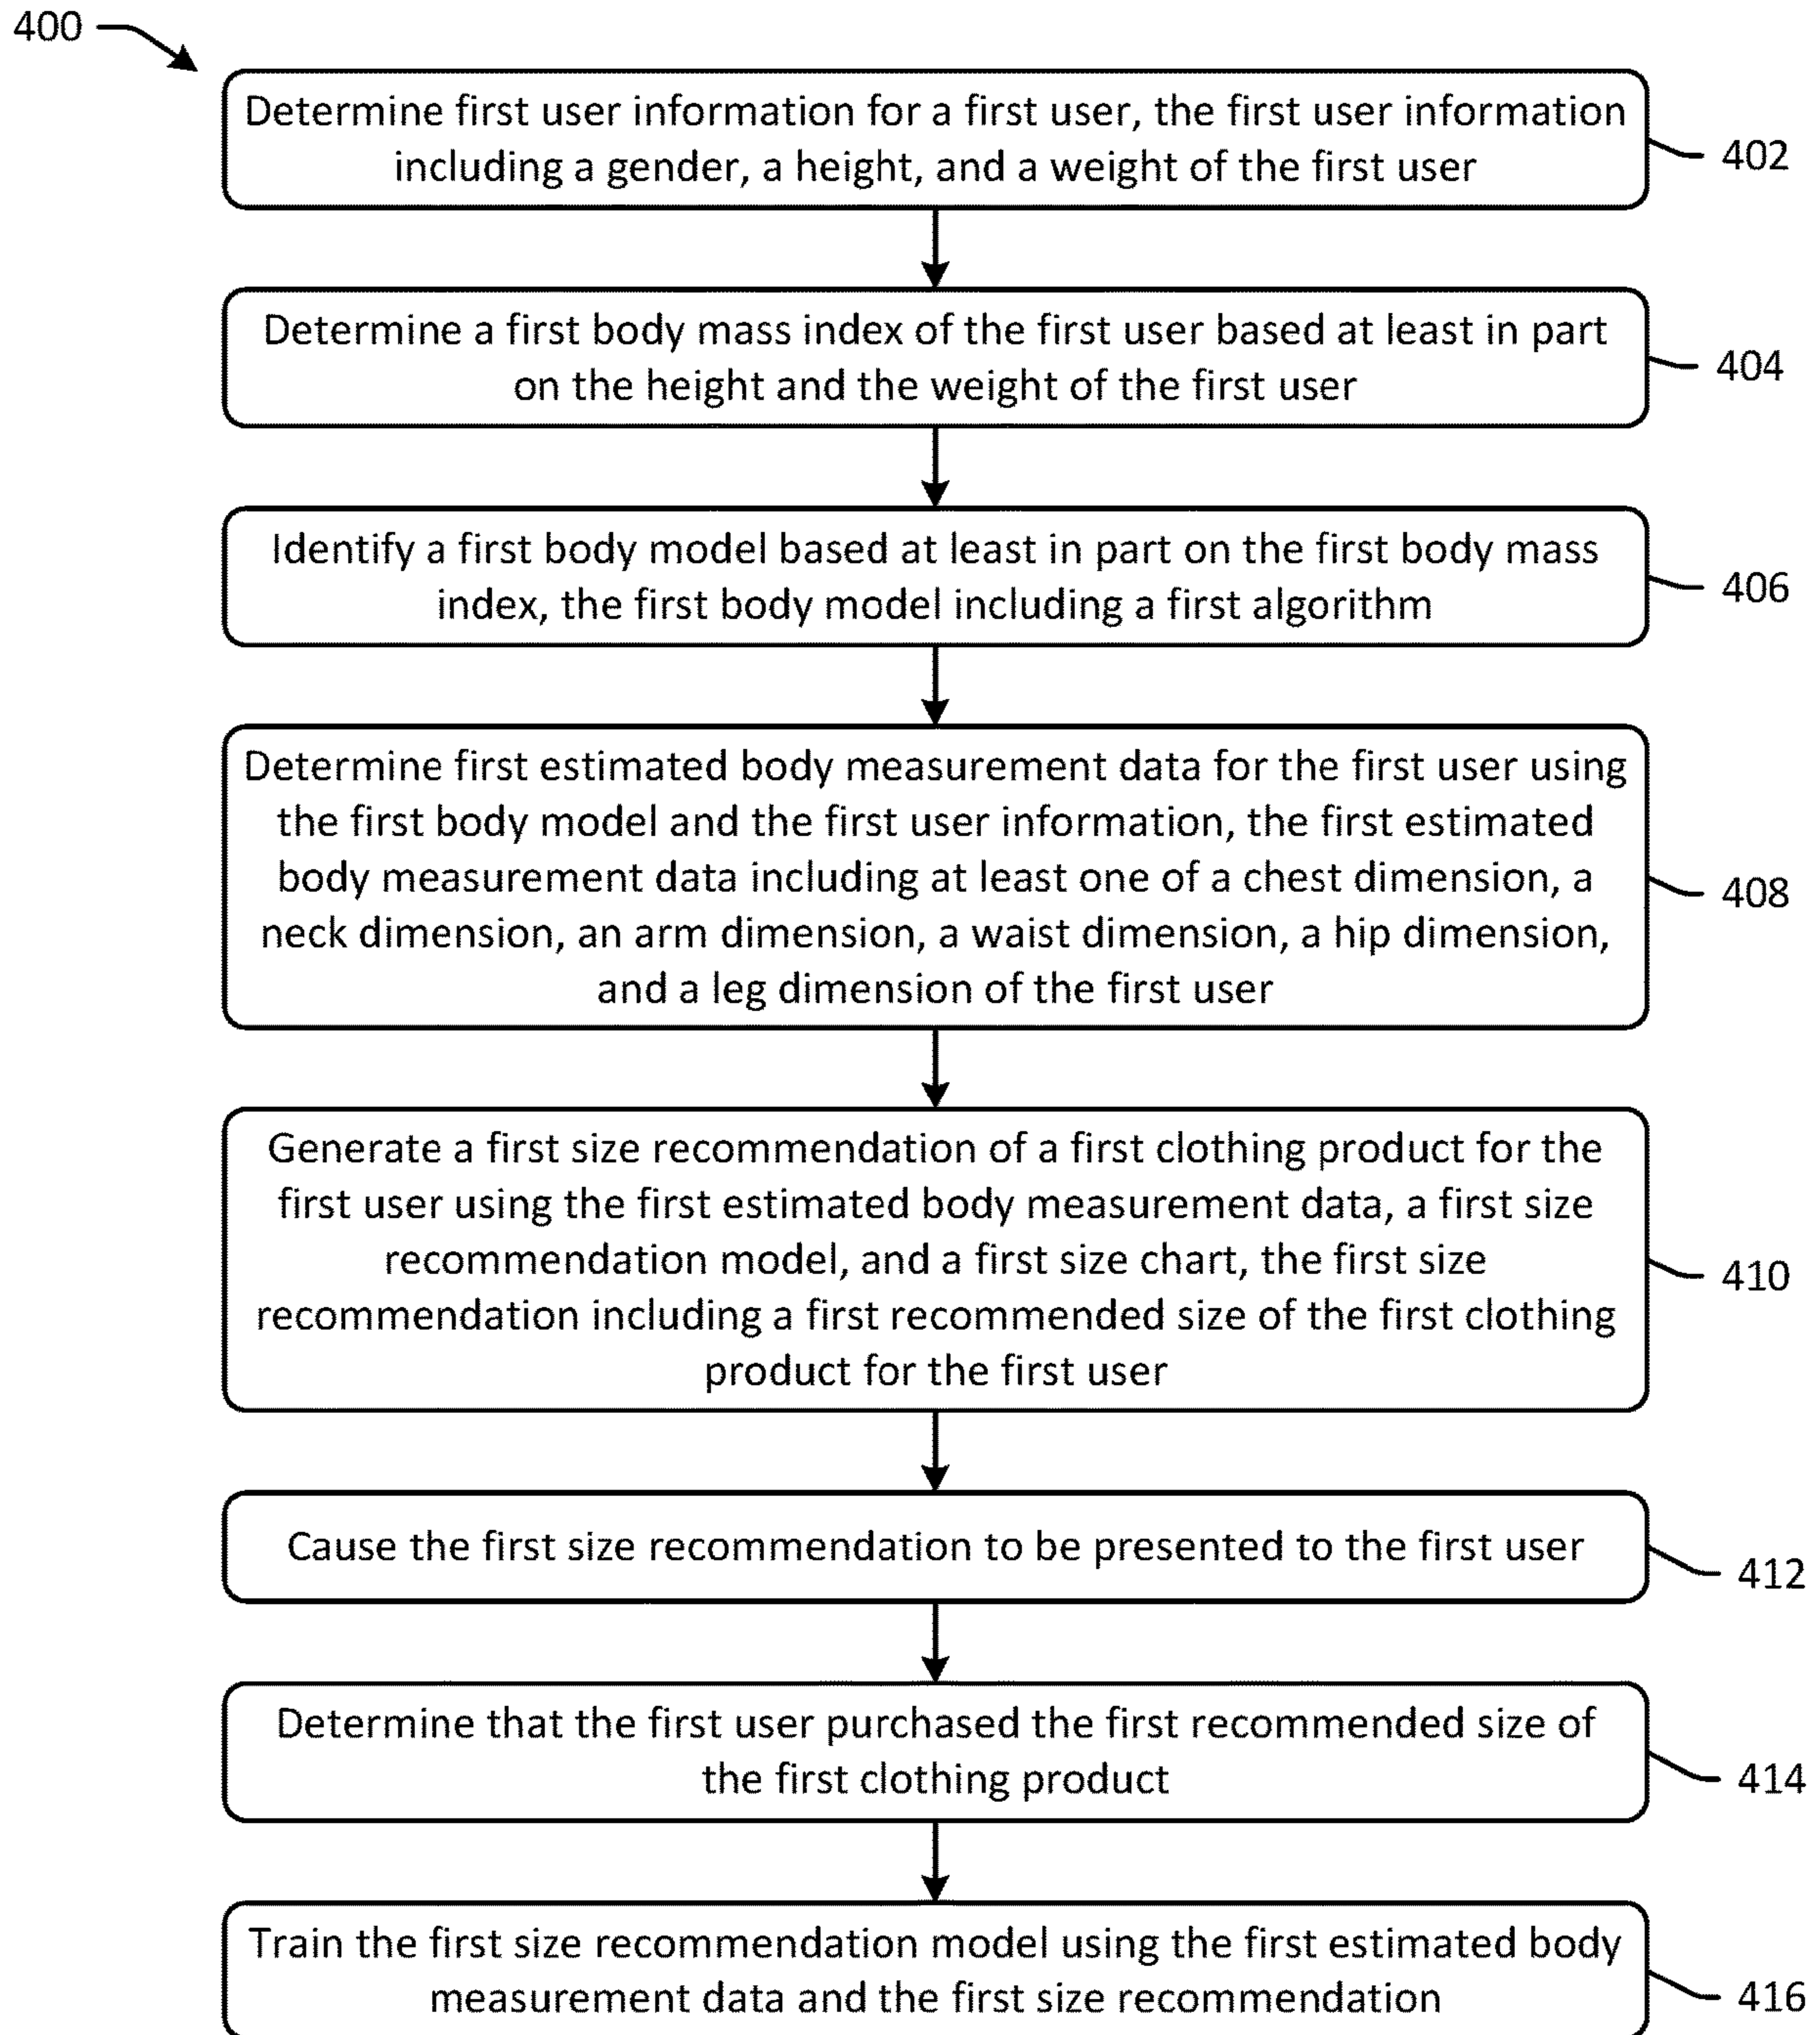 400
Determine first user information for a first user, the first user information
including a gender, a height, and a weight of the first user
402
Determine a first body mass index of the first user based at least in part
on the height and the weight of the first user
404
Identify a first body model based at least in part on the first body mass
index, the first body model including a first algorithm
406
Determine first estimated body measurement data for the first user using
the first body model and the first user information, the first estimated
body measurement data including at least one of a chest dimension, a
neck dimension, an arm dimension, a waist dimension, a hip dimension,
and a leg dimension of the first user
408
Generate a first size recommendation of a first clothing product for the
first user using the first estimated body measurement data, a first size
recommendation model, and a first size chart, the first size
recommendation including a first recommended size of the first clothing
product for the first user
410
Cause the first size recommendation to be presented to the first user
412
Determine that the first user purchased the first recommended size of
the first clothing product
414
Train the first size recommendation model using the first estimated body
measurement data and the first size recommendation
416